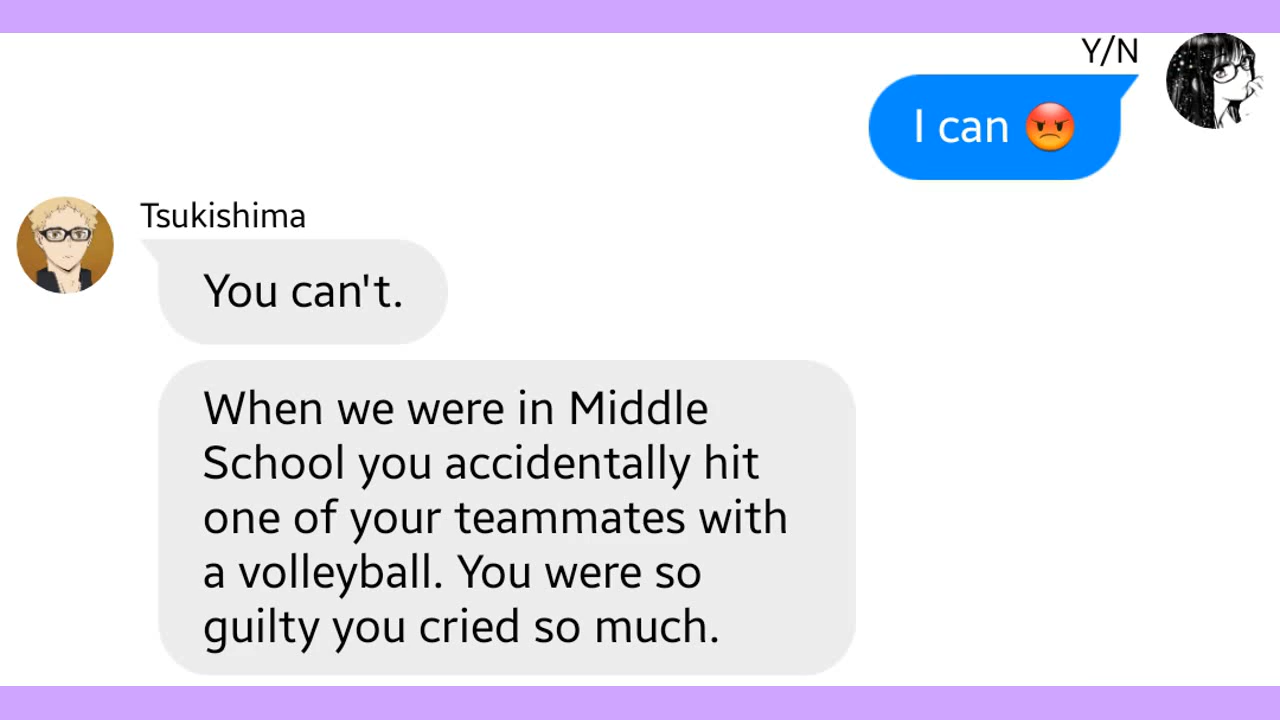 Y/N
I can 😡
Tsukishima
You can't.
When we were in Middle
School you accidentally hit
one of your teammates with
a volleyball. You were so
guilty you cried so much.